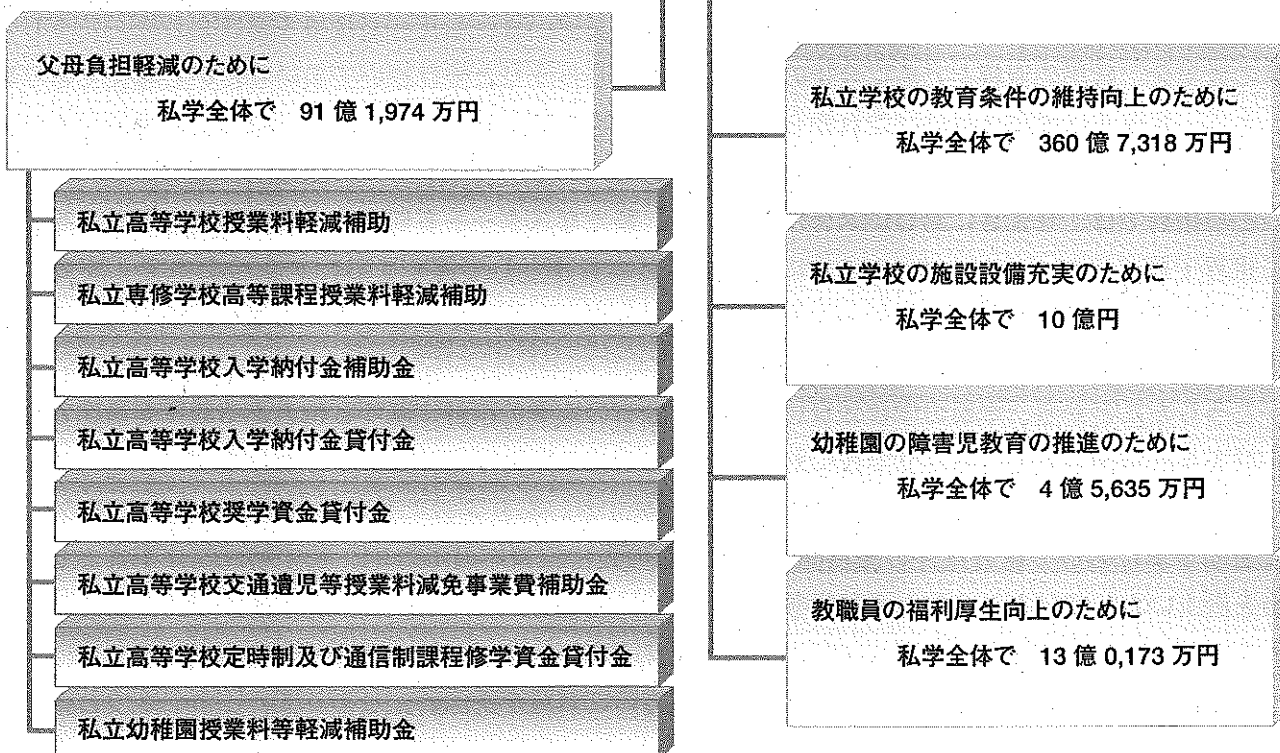 父母負担軽減のために
私学全体で 91 億 1,974 万円
私立高等学校授業料軽減補助
私立専修学校高等課程授業料軽減補助
私立高等学校入学納付金補助金
私立高等学校入学納付金貸付金
私立高等学校奨学資金貸付金
私立高等学校交通遺児等授業料減免事業費補助金
私立高等学校定時制及び通信制課程修学資金貸付金
私立幼稚園授業料等軽減補助金
私立学校の教育条件の維持向上のために
私学全体で 360 億 7,318 万円
私立学校の施設設備充実のために
私学全体で 10 億円
幼稚園の障害児教育の推進のために
私学全体で 4 億 5,635 万円
教職員の福利厚生向上のために
私学全体で 13 億 0,173 万円